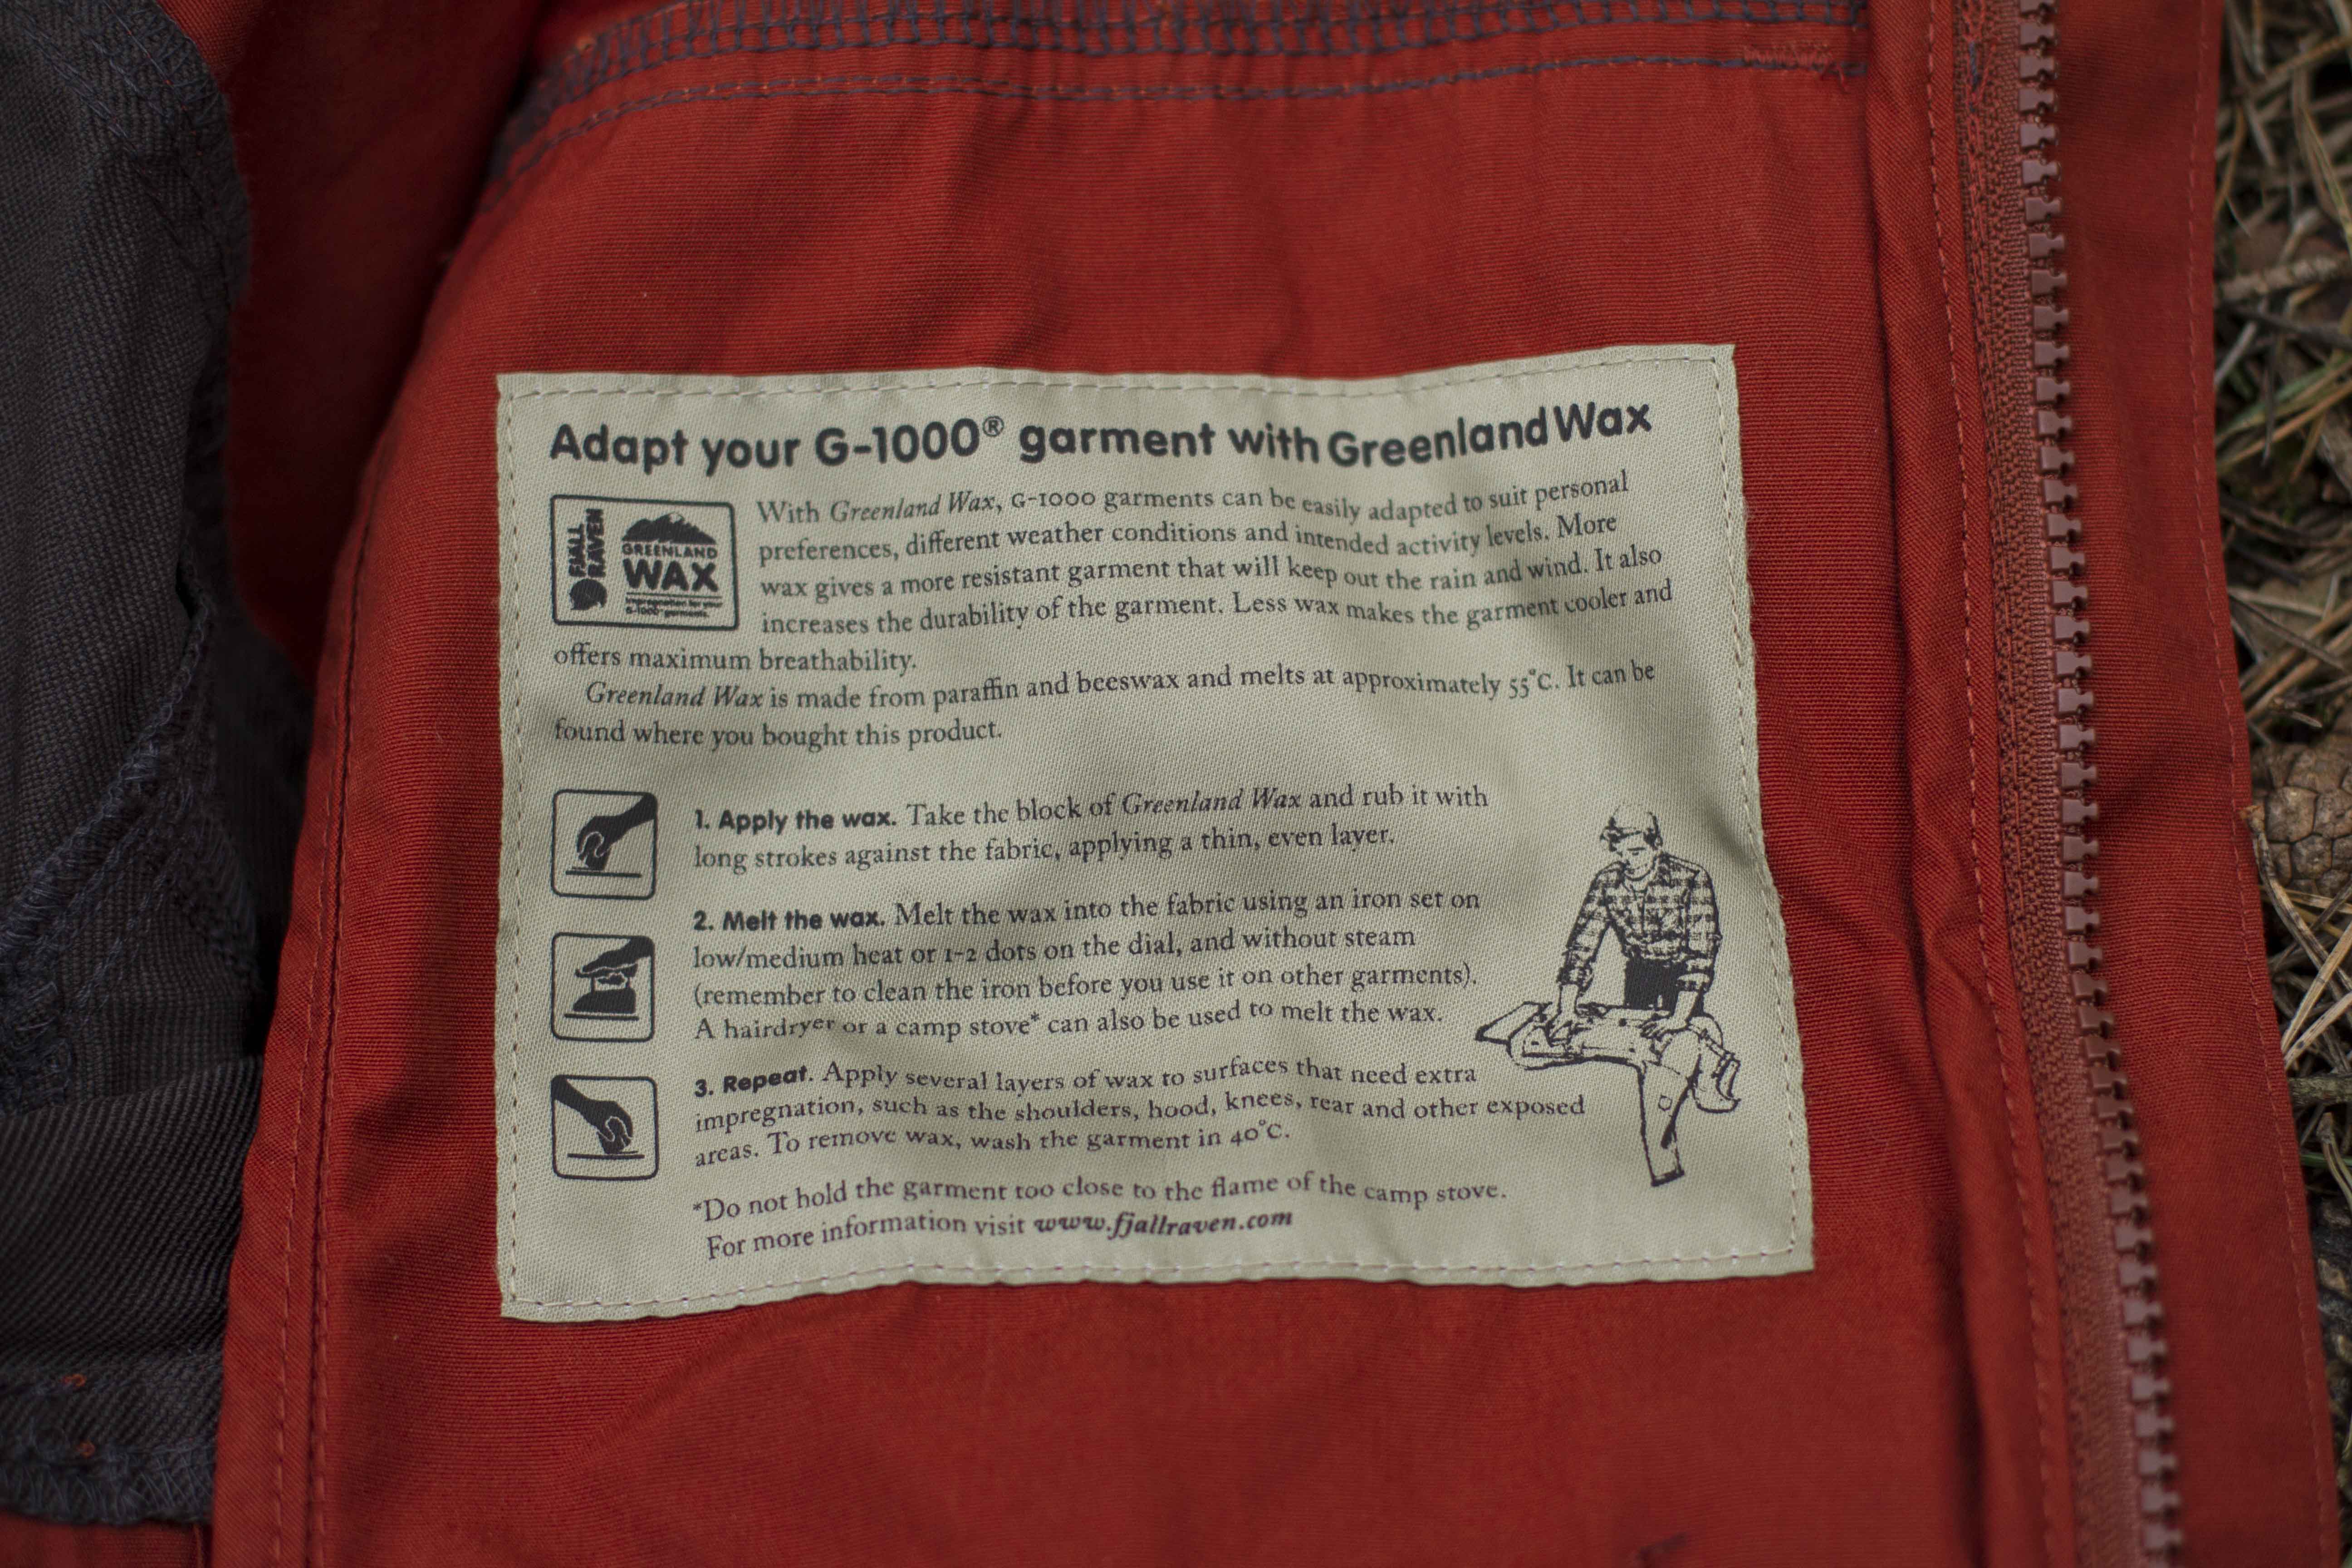 Adapt your G-1000® garment with Greenland Wax
FJALL
RAVEN
GREENLAND
WAX
With Greenland Wax, G-1000 garments can be easily adapted to suit personal
preferences, different weather conditions and intended activity levels. More
wax gives a more resistant garment that will keep out the rain and wind. It also
increases the durability of the garment. Less wax makes the garment cooler and
offers maximum breathability.
Greenland Wax is made from paraffin and beeswax and melts at approximately 55°C. It can be
found where you bought this product.
1. Apply the wax. Take the block of Greenland Wax and rub it with
long strokes against the fabric, applying a thin, even layer.
2. Melt the wax. Melt the wax into the fabric using an iron set on
low/medium heat or 1-2 dots on the dial, and without steam
(remember to clean the iron before you use it on other garments).
A hairdryer or a camp stove* can also be used to melt the wax.
3. Repeat. Apply several layers of wax to surfaces that need extra
impregnation, such as the shoulders, hood, knees, rear and other exposed
areas. To remove wax, wash the garment in 40°C.
*Do not hold the garment too close to the flame of the camp stove.
For more information visit www.fjallraven.com